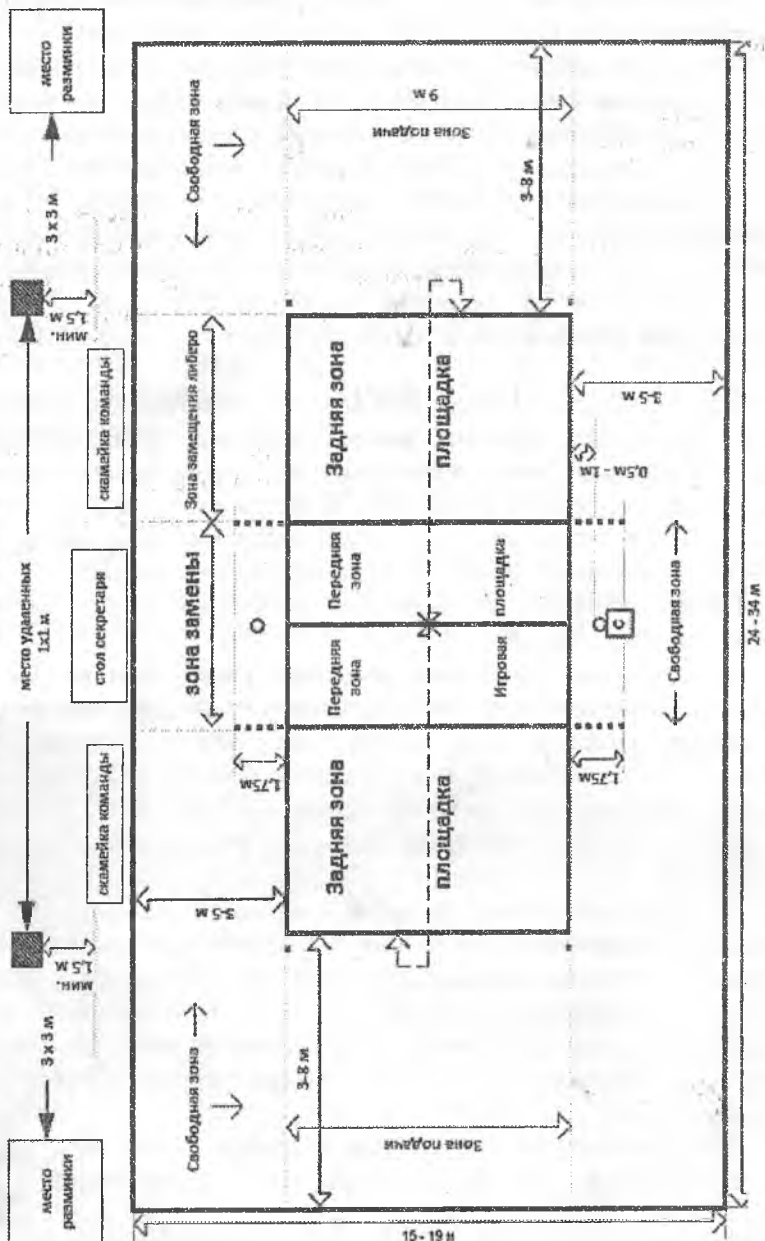 место
разминки
3 x 3 м
1,5 м
мин.
место удаленных
1x1 м
1,5 м
мин.
3 x 3 м
место
разминки
скамейка команды
стол секретаря
скамейка команды
Свободная зона
зона замены
Зона замещения либеро
Свободная зона
3-5 м
1,75м
3-8 м
Зона подачи
Задняя зона
площадка
Передняя
зона
Передняя
зона
Игровая
площадка
Задняя зона
площадка
9 м
Зона подачи
3-8 м
1,75м
С
0,5м - 1м
3-5 м
Свободная зона
15 - 19 м
24 - 34 м